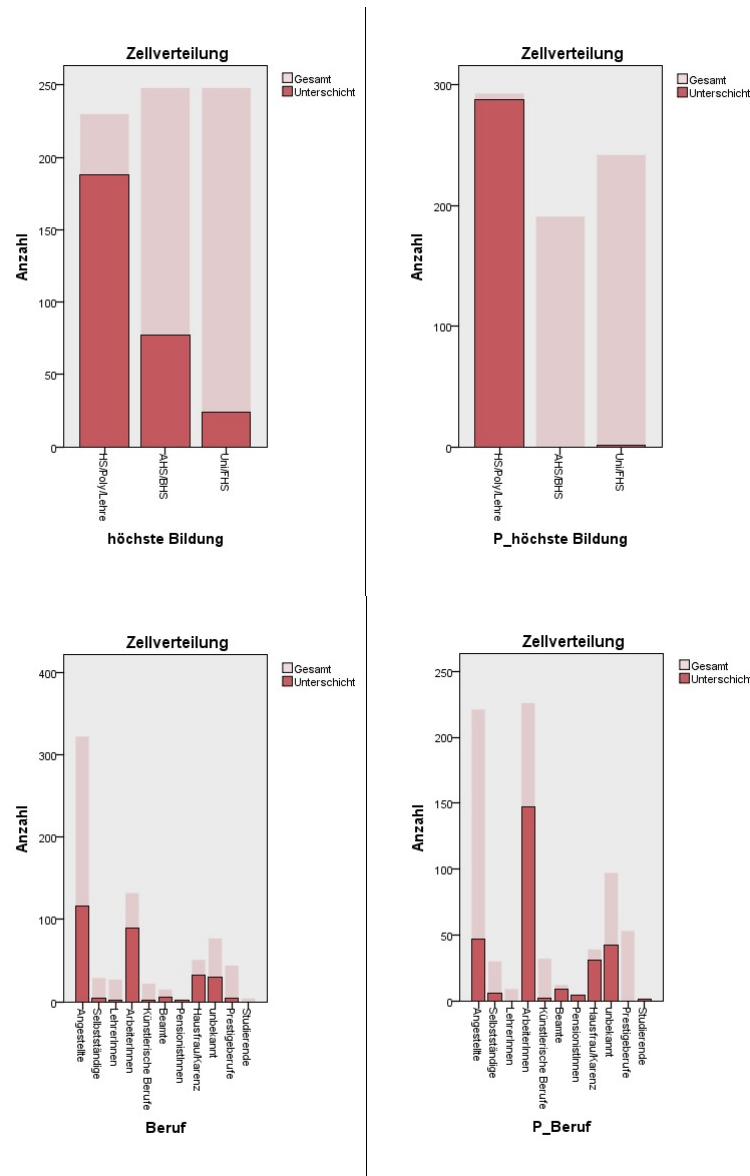 Zellverteilung
Gesamt
Unterschicht
250
200
150
100
50
0
Anzahl
HS/Poly/Lehre
AHS/BHS
Uni/FHS
höchste Bildung
Zellverteilung
Gesamt
Unterschicht
300
200
100
0
Anzahl
HS/Poly/Lehre
AHS/BHS
Uni/FHS
P_höchste Bildung
Zellverteilung
Gesamt
Unterschicht
400
300
200
100
0
Anzahl
Angestellte
Selbstständige
LehrerInnen
ArbeiterInnen
Künstlerische Berufe
Beamte
PensionistInnen
Hausfrau/Karenz
unbekannt
Prestigeberufe
Studierende
Beruf
Zellverteilung
Gesamt
Unterschicht
250
200
150
100
50
0
Anzahl
Angestellte
Selbstständige
LehrerInnen
ArbeiterInnen
Künstlerische Berufe
Beamte
PensionistInnen
Hausfrau/Karenz
unbekannt
Prestigeberufe
Studierende
P_Beruf